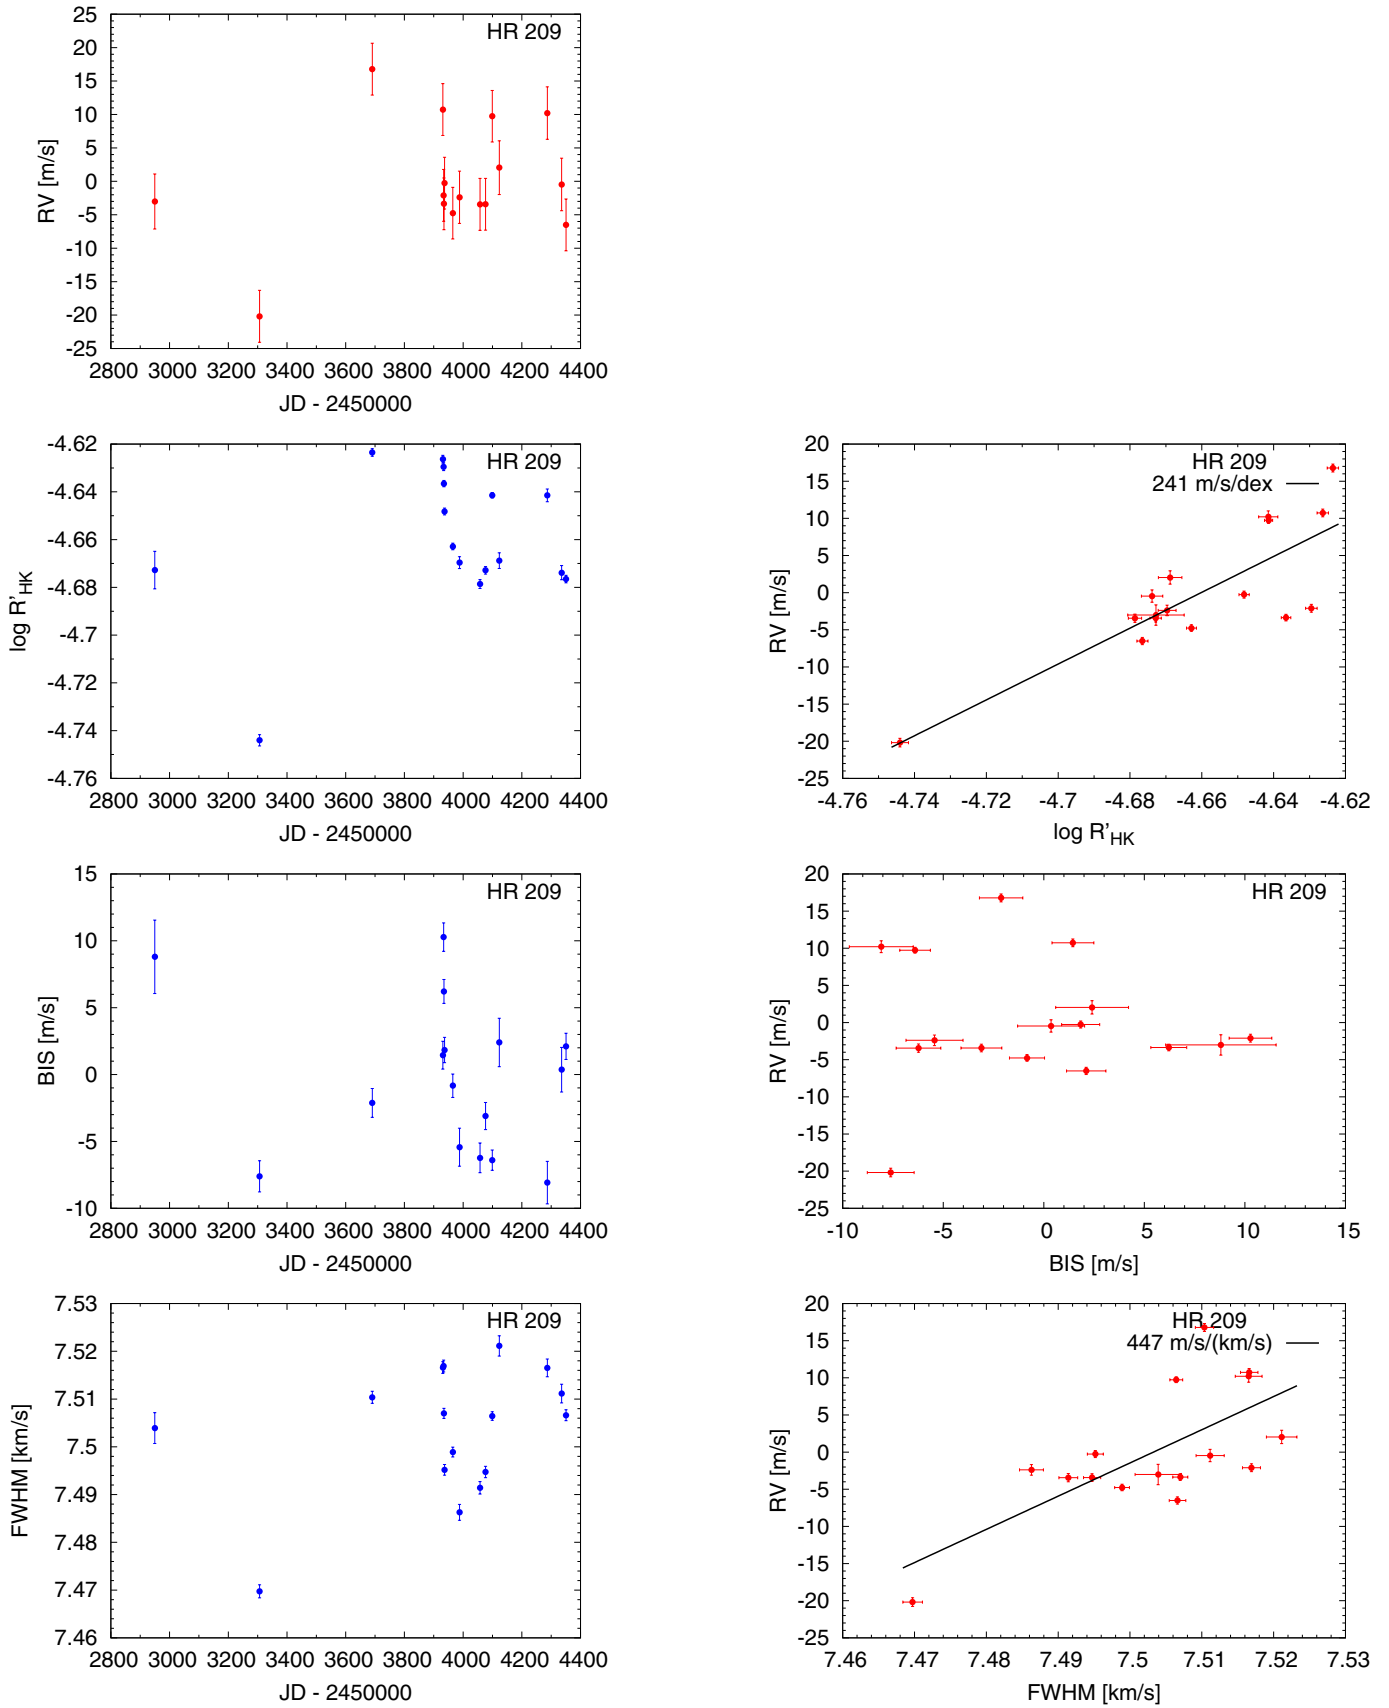 25
20
15
10
5
0
-5
-10
-15
-20
-25
RV [m/s]
HR 209
2800 3000 3200 3400 3600 3800 4000 4200 4400
JD - 2450000
-4.62
-4.64
-4.66
-4.68
-4.7
-4.72
-4.74
-4.76
log R'HK
HR 209
2800 3000 3200 3400 3600 3800 4000 4200 4400
JD - 2450000
20
15
10
5
0
-5
-10
-15
-20
-25
RV [m/s]
HR 209
241 m/s/dex
-4.76 -4.74 -4.72 -4.7 -4.68 -4.66 -4.64 -4.62
log R'HK
15
10
5
0
-5
-10
BIS [m/s]
HR 209
2800 3000 3200 3400 3600 3800 4000 4200 4400
JD - 2450000
20
15
10
5
0
-5
-10
-15
-20
-25
RV [m/s]
HR 209
-10 -5 0 5 10 15
BIS [m/s]
7.53
7.52
7.51
7.5
7.49
7.48
7.47
7.46
FWHM [km/s]
HR 209
2800 3000 3200 3400 3600 3800 4000 4200 4400
JD - 2450000
20
15
10
5
0
-5
-10
-15
-20
-25
RV [m/s]
HR 209
447 m/s/(km/s)
7.46 7.47 7.48 7.49 7.5 7.51 7.52 7.53
FWHM [km/s]